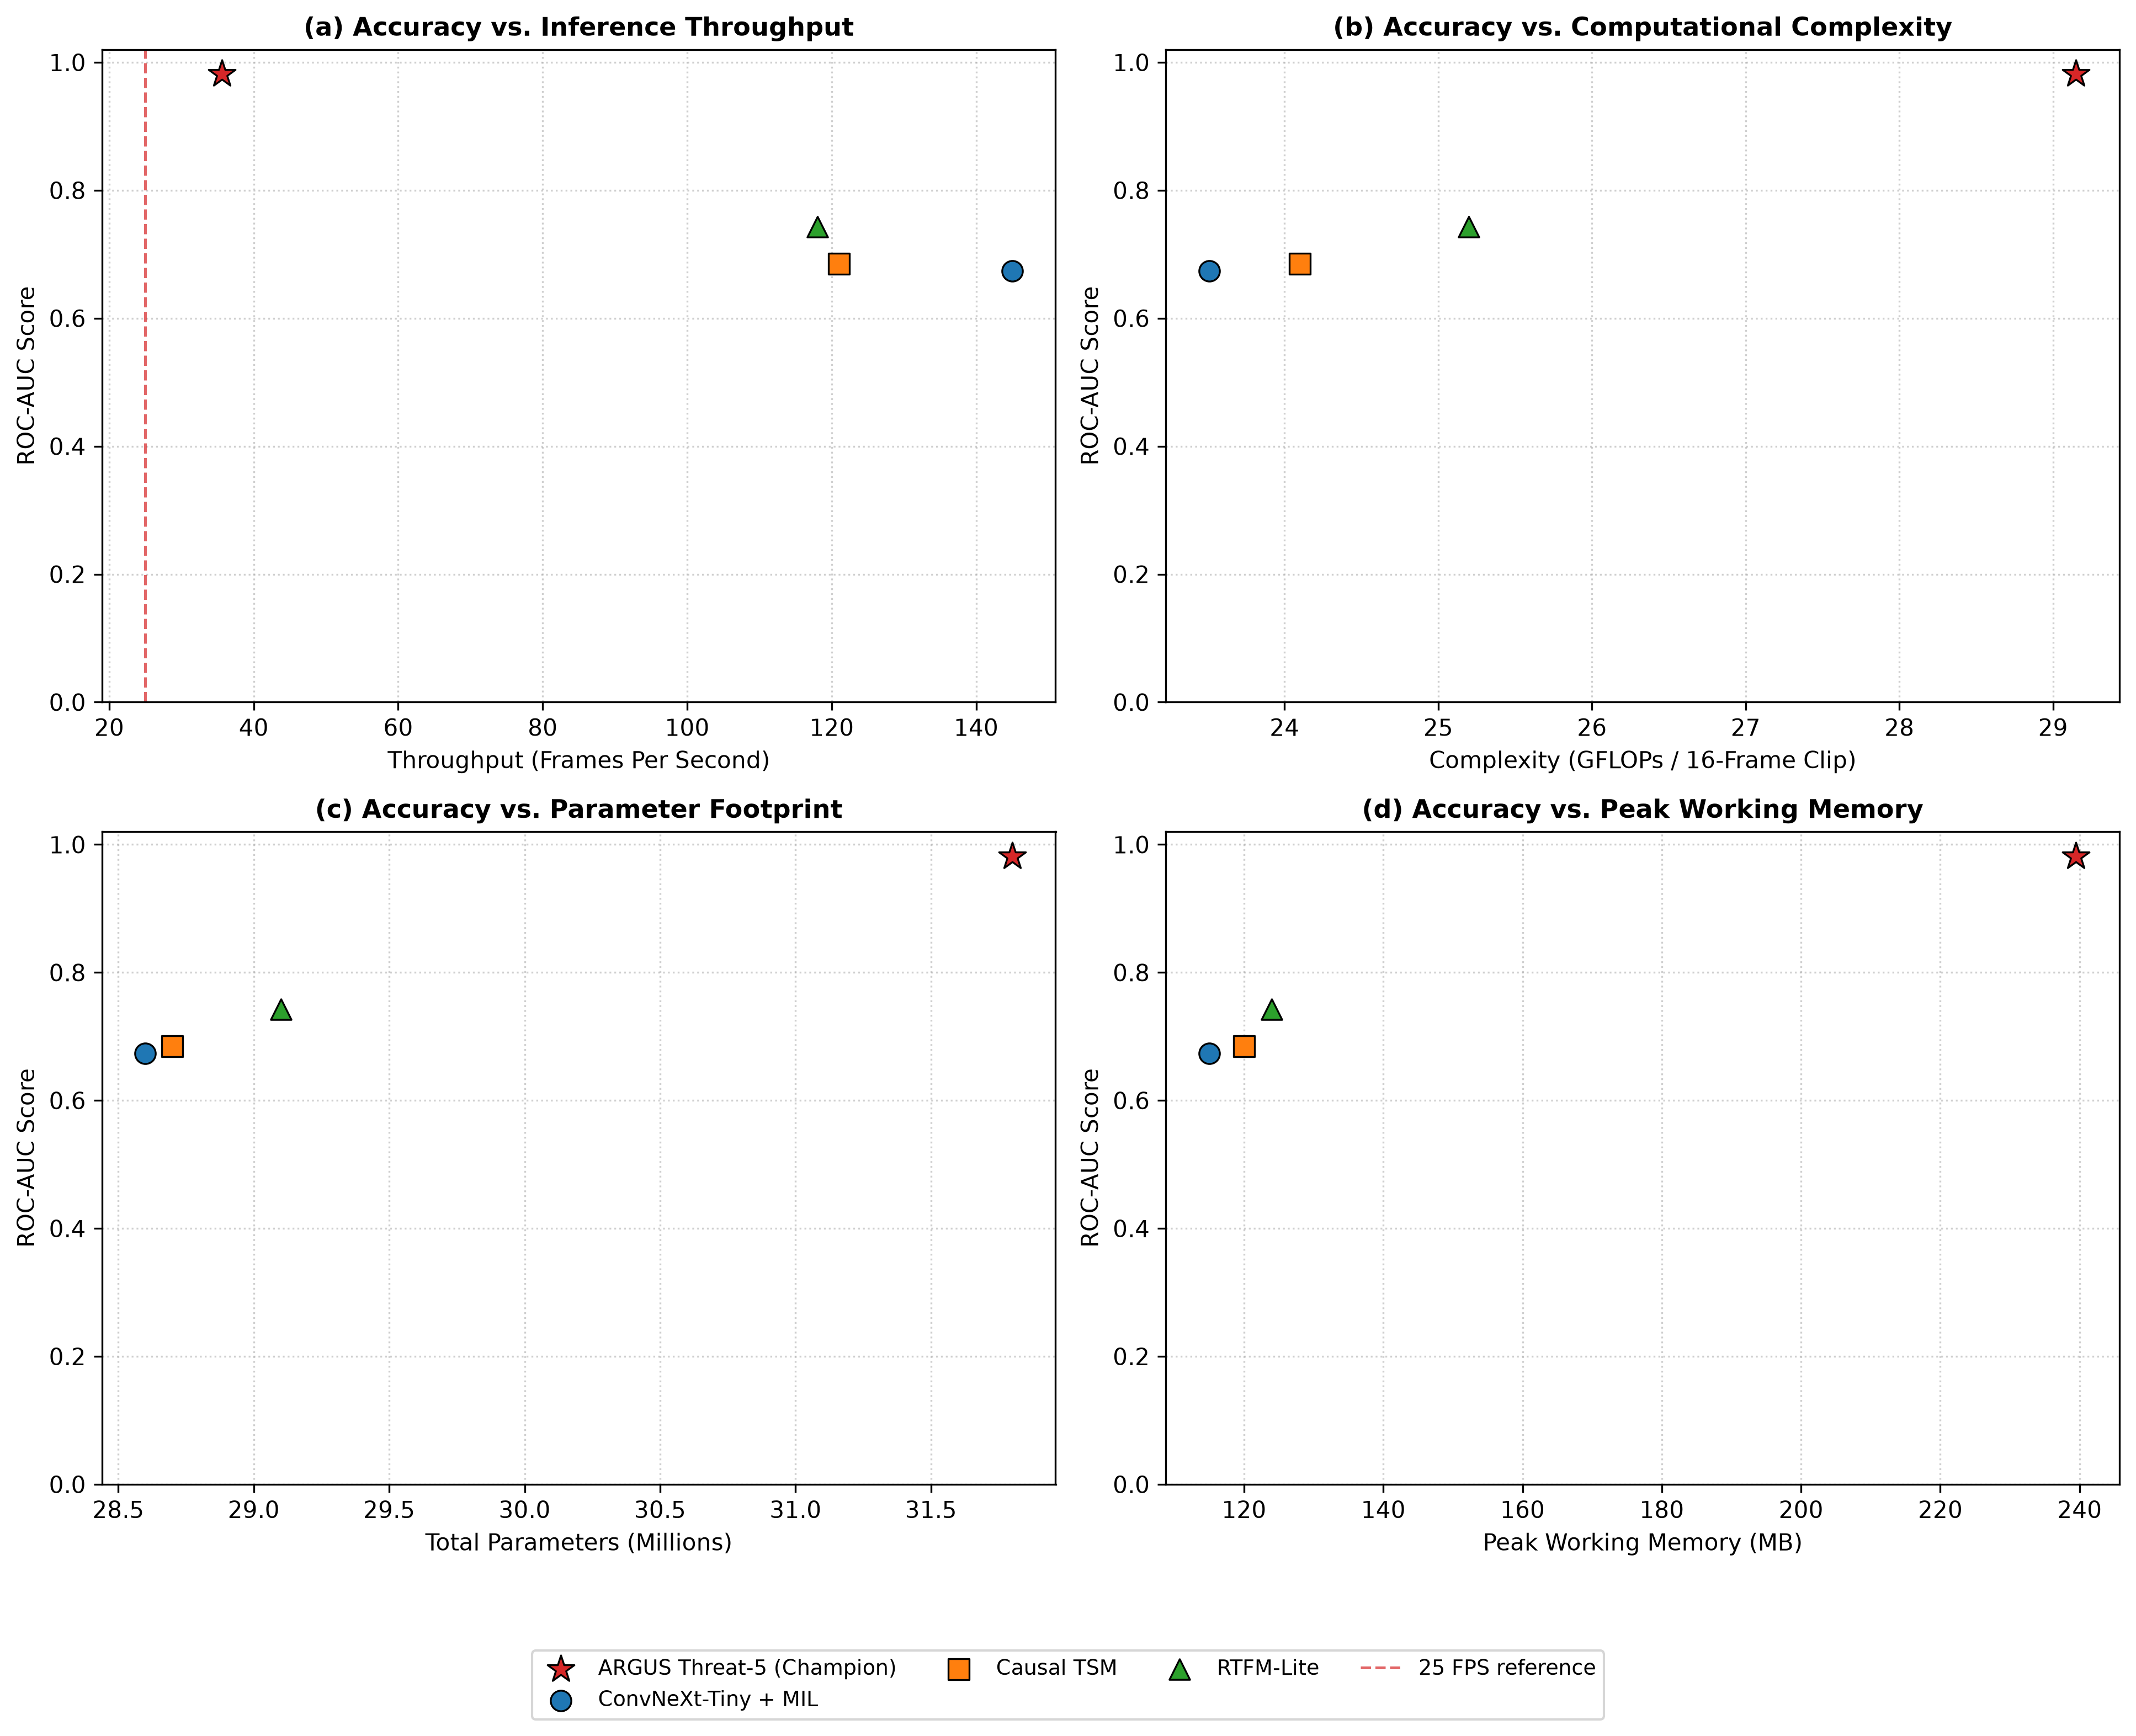 (a) Accuracy vs. Inference Throughput
ROC-AUC Score
1.0
0.8
0.6
0.4
0.2
0.0
20 40 60 80 100 120 140
Throughput (Frames Per Second)
(b) Accuracy vs. Computational Complexity
ROC-AUC Score
1.0
0.8
0.6
0.4
0.2
0.0
24 25 26 27 28 29
Complexity (GFLOPs / 16-Frame Clip)
(c) Accuracy vs. Parameter Footprint
ROC-AUC Score
1.0
0.8
0.6
0.4
0.2
0.0
28.5 29.0 29.5 30.0 30.5 31.0 31.5
Total Parameters (Millions)
(d) Accuracy vs. Peak Working Memory
ROC-AUC Score
1.0
0.8
0.6
0.4
0.2
0.0
120 140 160 180 200 220 240
Peak Working Memory (MB)
ARGUS Threat-5 (Champion) Causal TSM RTFM-Lite 25 FPS reference
ConvNeXt-Tiny + MIL